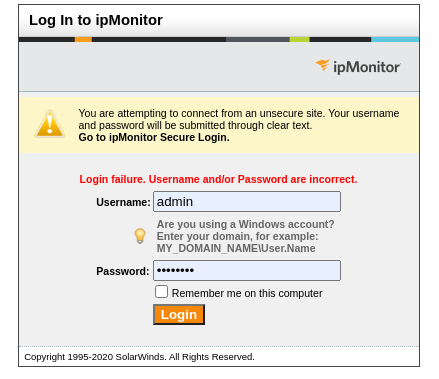 Log In to ipMonitor
ipMonitor
You are attempting to connect from an unsecure site. Your username
and password will be submitted through clear text.
Go to ipMonitor Secure Login.
Login failure. Username and/or Password are incorrect.
Username: admin
Are you using a Windows account?
Enter your domain, for example:
MY_DOMAIN_NAME\User.Name
Password: ••••••••
Remember me on this computer
Login
Copyright 1995-2020 SolarWinds. All Rights Reserved.